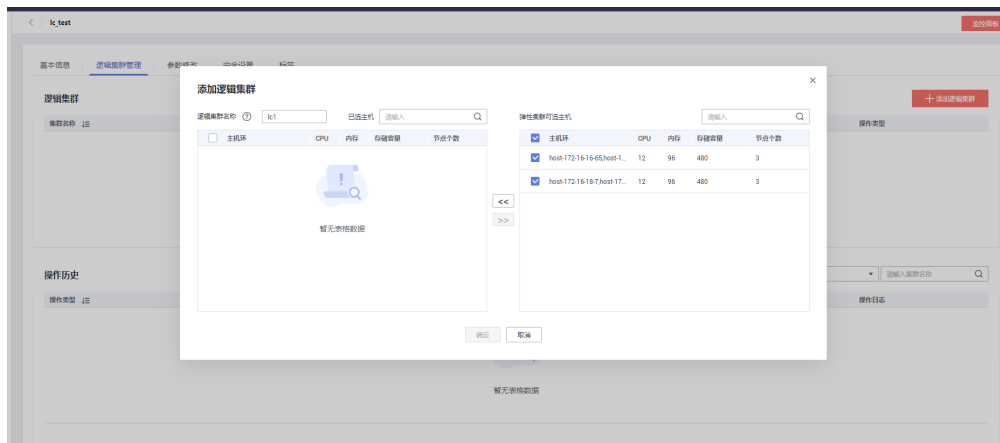 lc_test
监控面板
基本信息 逻辑集群管理 参数修改 安全设置 标签
逻辑集群
+ 添加逻辑集群
集群名称
操作类型
添加逻辑集群
逻辑集群名称 lc1 已选主机 请输入
弹性集群可选主机 请输入
主机环 CPU 内存 存储容量 节点个数
主机环 CPU 内存 存储容量 节点个数
host-172-16-16-65,host-1... 12 96 480 3
host-172-16-18-7,host-17... 12 96 480 3
<<
>>
暂无表格数据
确定 取消
操作历史
请输入集群名称
操作类型
操作日志
暂无表格数据